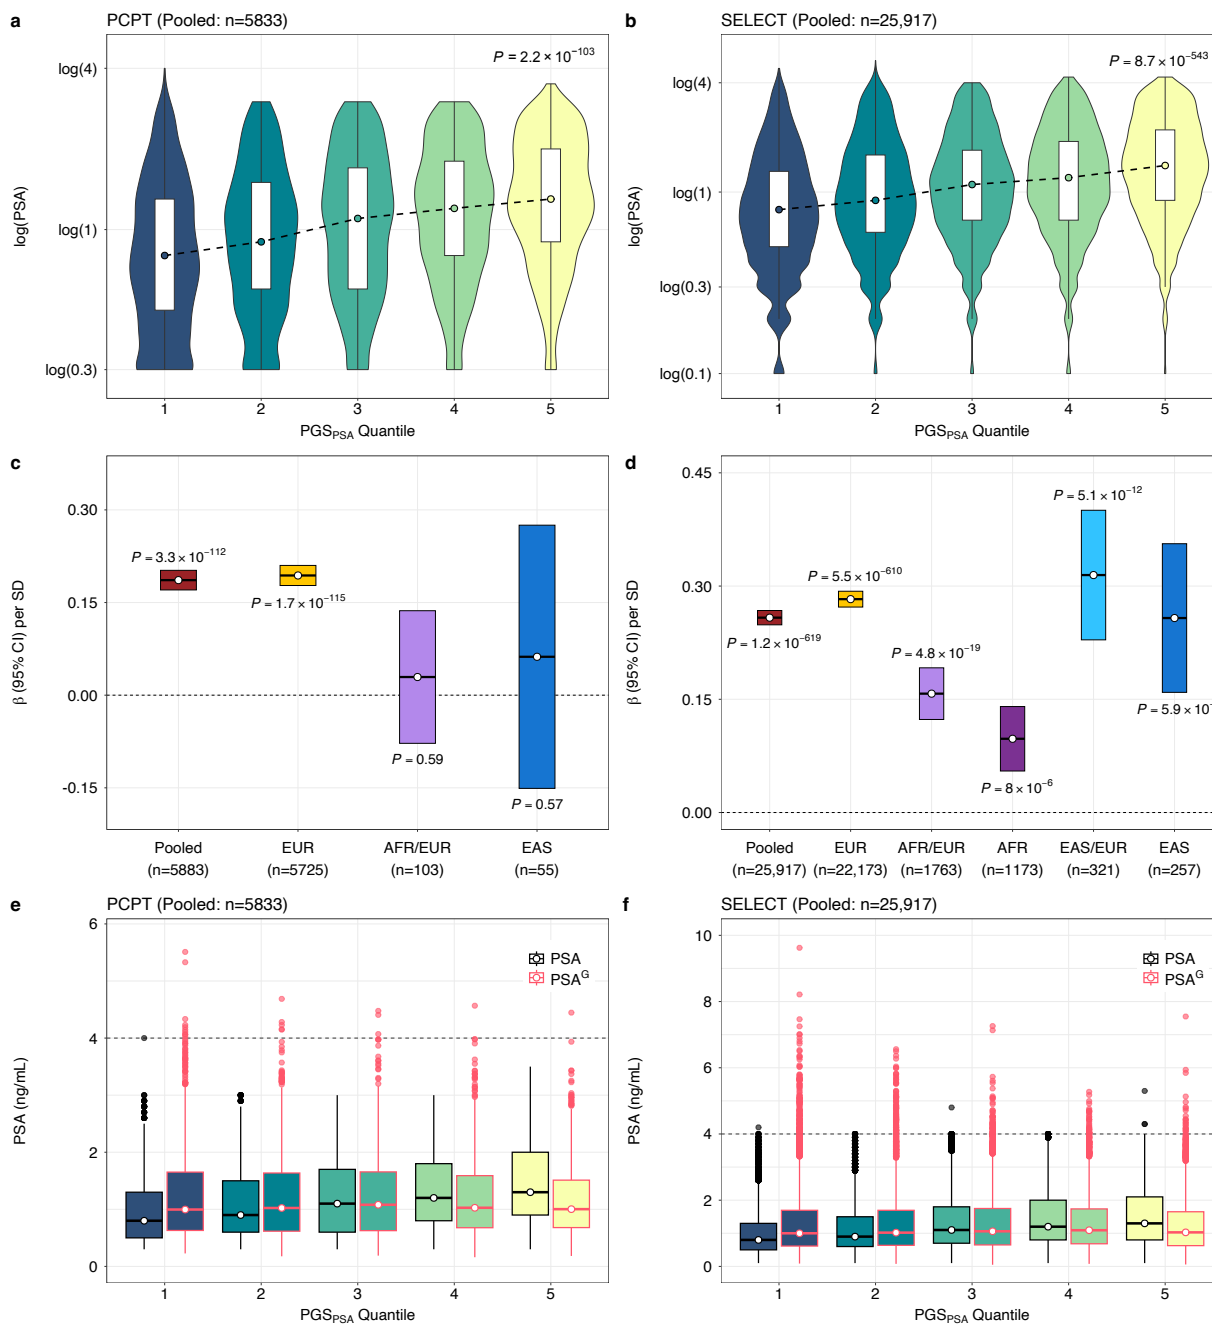 a PCPT (Pooled: n=5833)
P = 2.2 × 10⁻¹⁰³
log(4)
log(1)
log(0.3)
log(PSA)
1 2 3 4 5
PGS_PSA Quantile
b SELECT (Pooled: n=25,917)
P = 8.7 × 10⁻⁵⁴³
log(4)
log(1)
log(0.3)
log(0.1)
log(PSA)
1 2 3 4 5
PGS_PSA Quantile
c
0.30
0.15
0.00
-0.15
β (95% CI) per SD
P = 3.3 × 10⁻¹¹²
P = 1.7 × 10⁻¹¹⁵
P = 0.59
P = 0.57
Pooled EUR AFR/EUR EAS
(n=5883) (n=5725) (n=103) (n=55)
d
0.45
0.30
0.15
0.00
β (95% CI) per SD
P = 1.2 × 10⁻⁶¹⁹
P = 5.5 × 10⁻⁶¹⁰
P = 4.8 × 10⁻¹⁹
P = 8 × 10⁻⁶
P = 5.1 × 10⁻¹²
P = 5.9 × 10⁻
Pooled EUR AFR/EUR AFR EAS/EUR EAS
(n=25,917) (n=22,173) (n=1763) (n=1173) (n=321) (n=257)
e PCPT (Pooled: n=5833)
6
4
2
0
PSA (ng/mL)
PSA
PSA^G
1 2 3 4 5
PGS_PSA Quantile
f SELECT (Pooled: n=25,917)
10
8
6
4
2
0
PSA (ng/mL)
PSA
PSA^G
1 2 3 4 5
PGS_PSA Quantile